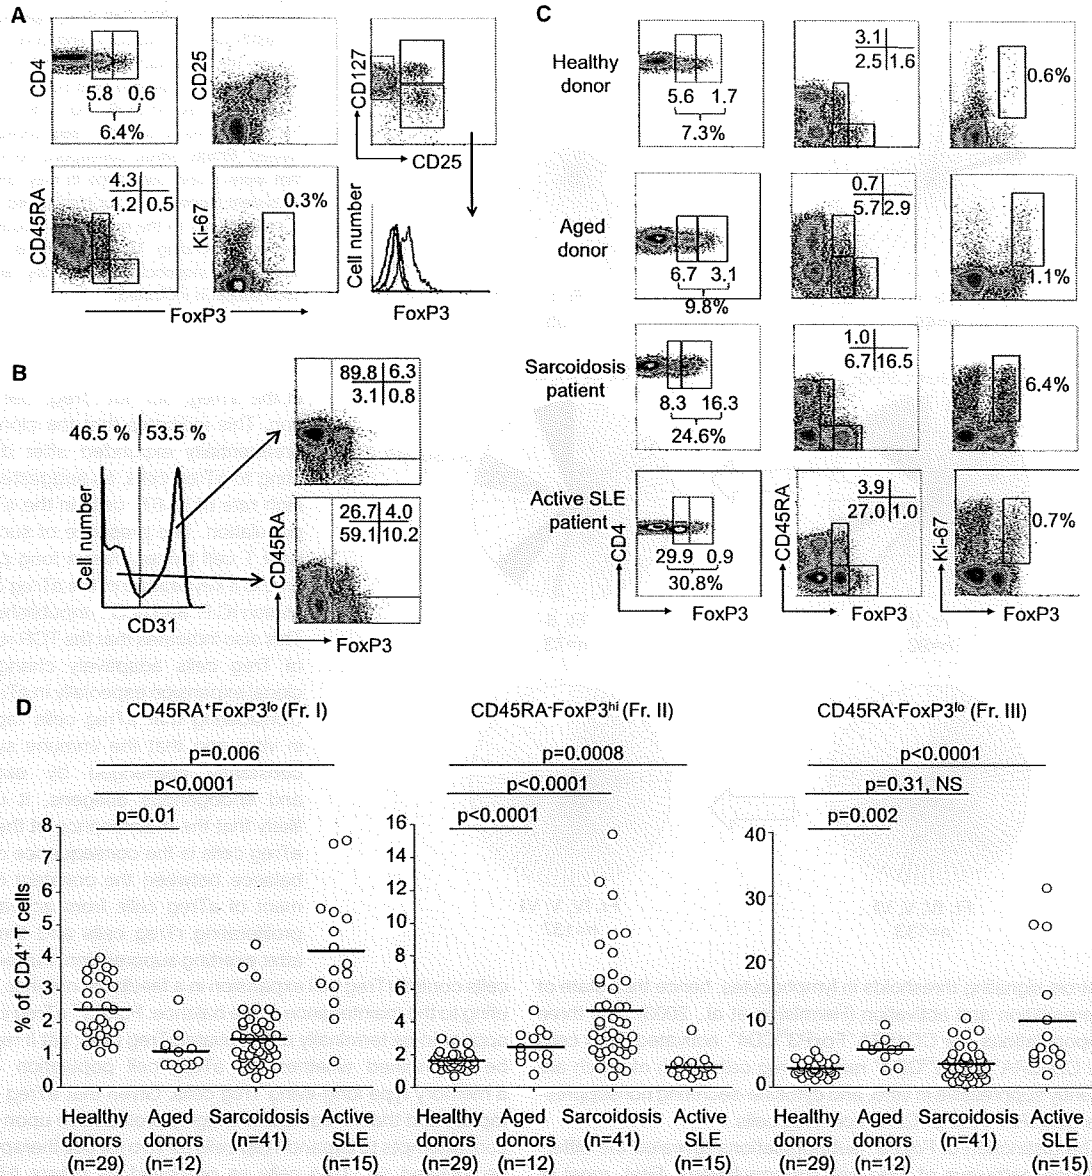 A
CD4
5.8 0.6
6.4%
CD25
CD127
CD25
CD45RA
4.3
1.2 0.5
Ki-67
0.3%
FoxP3
Cell number
FoxP3
B
46.5 % 53.5 %
Cell number
CD31
89.8 6.3
3.1 0.8
26.7 4.0
59.1 10.2
CD45RA
FoxP3
C
Healthy
donor
5.6 1.7
7.3%
3.1
2.5 1.6
0.6%
Aged
donor
6.7 3.1
9.8%
0.7
5.7 2.9
1.1%
Sarcoidosis
patient
8.3 16.3
24.6%
1.0
6.7 16.5
6.4%
Active SLE
patient
CD4
29.9 0.9
30.8%
FoxP3
CD45RA
3.9
27.0 1.0
FoxP3
Ki-67
0.7%
FoxP3
D
CD45RA+FoxP3lo (Fr. I)
p=0.006
p<0.0001
p=0.01
% of CD4+ T cells
8
7
6
5
4
3
2
1
0
Healthy donors (n=29)
Aged donors (n=12)
Sarcoidosis (n=41)
Active SLE (n=15)
CD45RA-FoxP3hi (Fr. II)
p=0.0008
p<0.0001
p<0.0001
16
14
12
10
8
6
4
2
0
Healthy donors (n=29)
Aged donors (n=12)
Sarcoidosis (n=41)
Active SLE (n=15)
CD45RA-FoxP3lo (Fr. III)
p<0.0001
p=0.31, NS
p=0.002
40
30
20
10
0
Healthy donors (n=29)
Aged donors (n=12)
Sarcoidosis (n=41)
Active SLE (n=15)